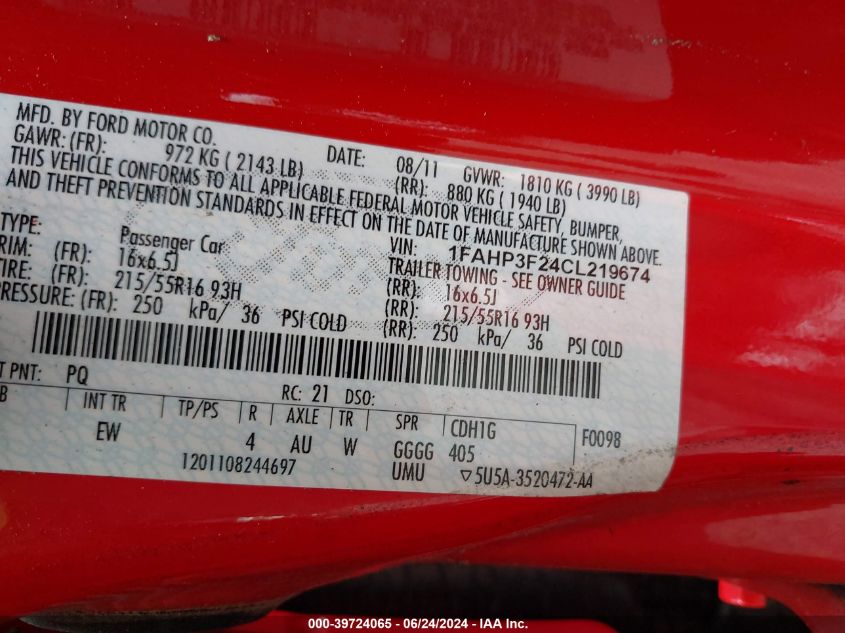 MFD. BY FORD MOTOR CO.
DATE: 08/11 GVWR: 1810 KG ( 3990 LB)
GAWR: (FR): 972 KG ( 2143 LB) (RR): 880 KG ( 1940 LB)
THIS VEHICLE CONFORMS TO ALL APPLICABLE FEDERAL MOTOR VEHICLE SAFETY, BUMPER,
AND THEFT PREVENTION STANDARDS IN EFFECT ON THE DATE OF MANUFACTURE SHOWN ABOVE.
VIN: 1FAHP3F24CL219674
TYPE: Passenger Car TRAILER TOWING - SEE OWNER GUIDE
RIM: (FR): 16x6.5J (RR): 16x6.5J
TIRE: (FR): 215/55R16 93H (RR): 215/55R16 93H
PRESSURE: (FR): 250 kPa/ 36 PSI COLD (RR): 250 kPa/ 36 PSI COLD
T PNT: PQ
RC: 21 DSO:
B INT TR TP/PS R AXLE TR SPR CDH1G F0098
EW 4 AU W GGGG 405
1201108244697 UMU ▽5U5A-3520472-AA
000-39724065 - 06/24/2024 - IAA Inc.